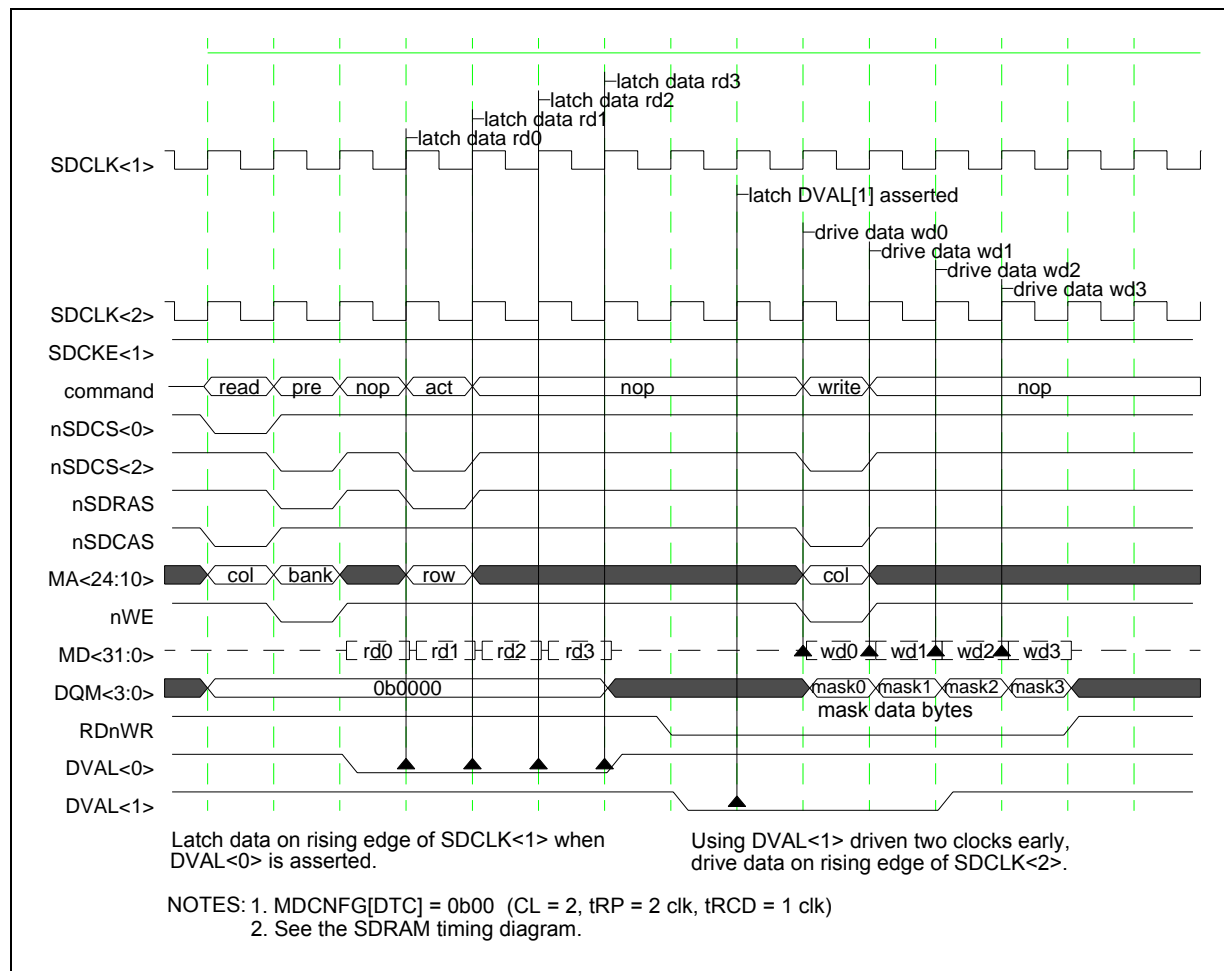 latch data rd3
latch data rd2
latch data rd1
latch data rd0
SDCLK<1>
latch DVAL[1] asserted
drive data wd0
drive data wd1
drive data wd2
drive data wd3
SDCLK<2>
SDCKE<1>
command read pre nop act nop write nop
nSDCS<0>
nSDCS<2>
nSDRAS
nSDCAS
MA<24:10> col bank row col
nWE
MD<31:0> rd0 rd1 rd2 rd3 wd0 wd1 wd2 wd3
DQM<3:0> 0b0000 mask0 mask1 mask2 mask3
mask data bytes
RDnWR
DVAL<0>
DVAL<1>
Latch data on rising edge of SDCLK<1> when
DVAL<0> is asserted.
Using DVAL<1> driven two clocks early,
drive data on rising edge of SDCLK<2>.
NOTES: 1. MDCNFG[DTC] = 0b00 (CL = 2, tRP = 2 clk, tRCD = 1 clk)
2. See the SDRAM timing diagram.